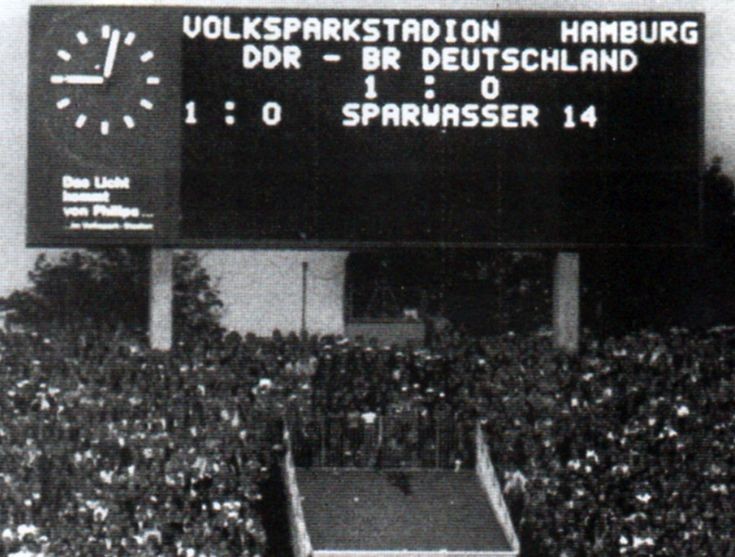 VOLKSPARKSTADION HAMBURG
DDR - BR DEUTSCHLAND
1 : 0
1 : 0 SPARWASSER 14
Das Licht
kommt
von Philips...